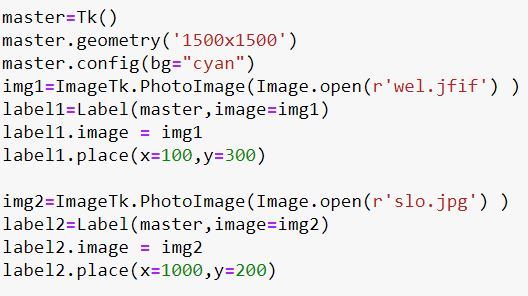 master=Tk()
master.geometry('1500x1500')
master.config(bg="cyan")
img1=ImageTk.PhotoImage(Image.open(r'wel.jfif') )
label1=Label(master,image=img1)
label1.image = img1
label1.place(x=100,y=300)
img2=ImageTk.PhotoImage(Image.open(r'slo.jpg') )
label2=Label(master,image=img2)
label2.image = img2
label2.place(x=1000,y=200)